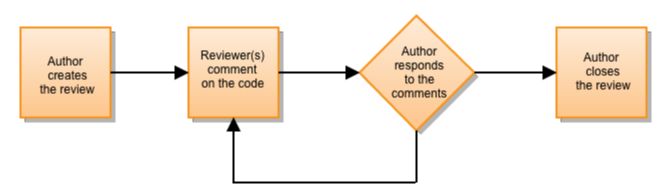 Author
creates
the review
Reviewer(s)
comment
on the code
Author
responds
to the
comments
Author
closes
the review